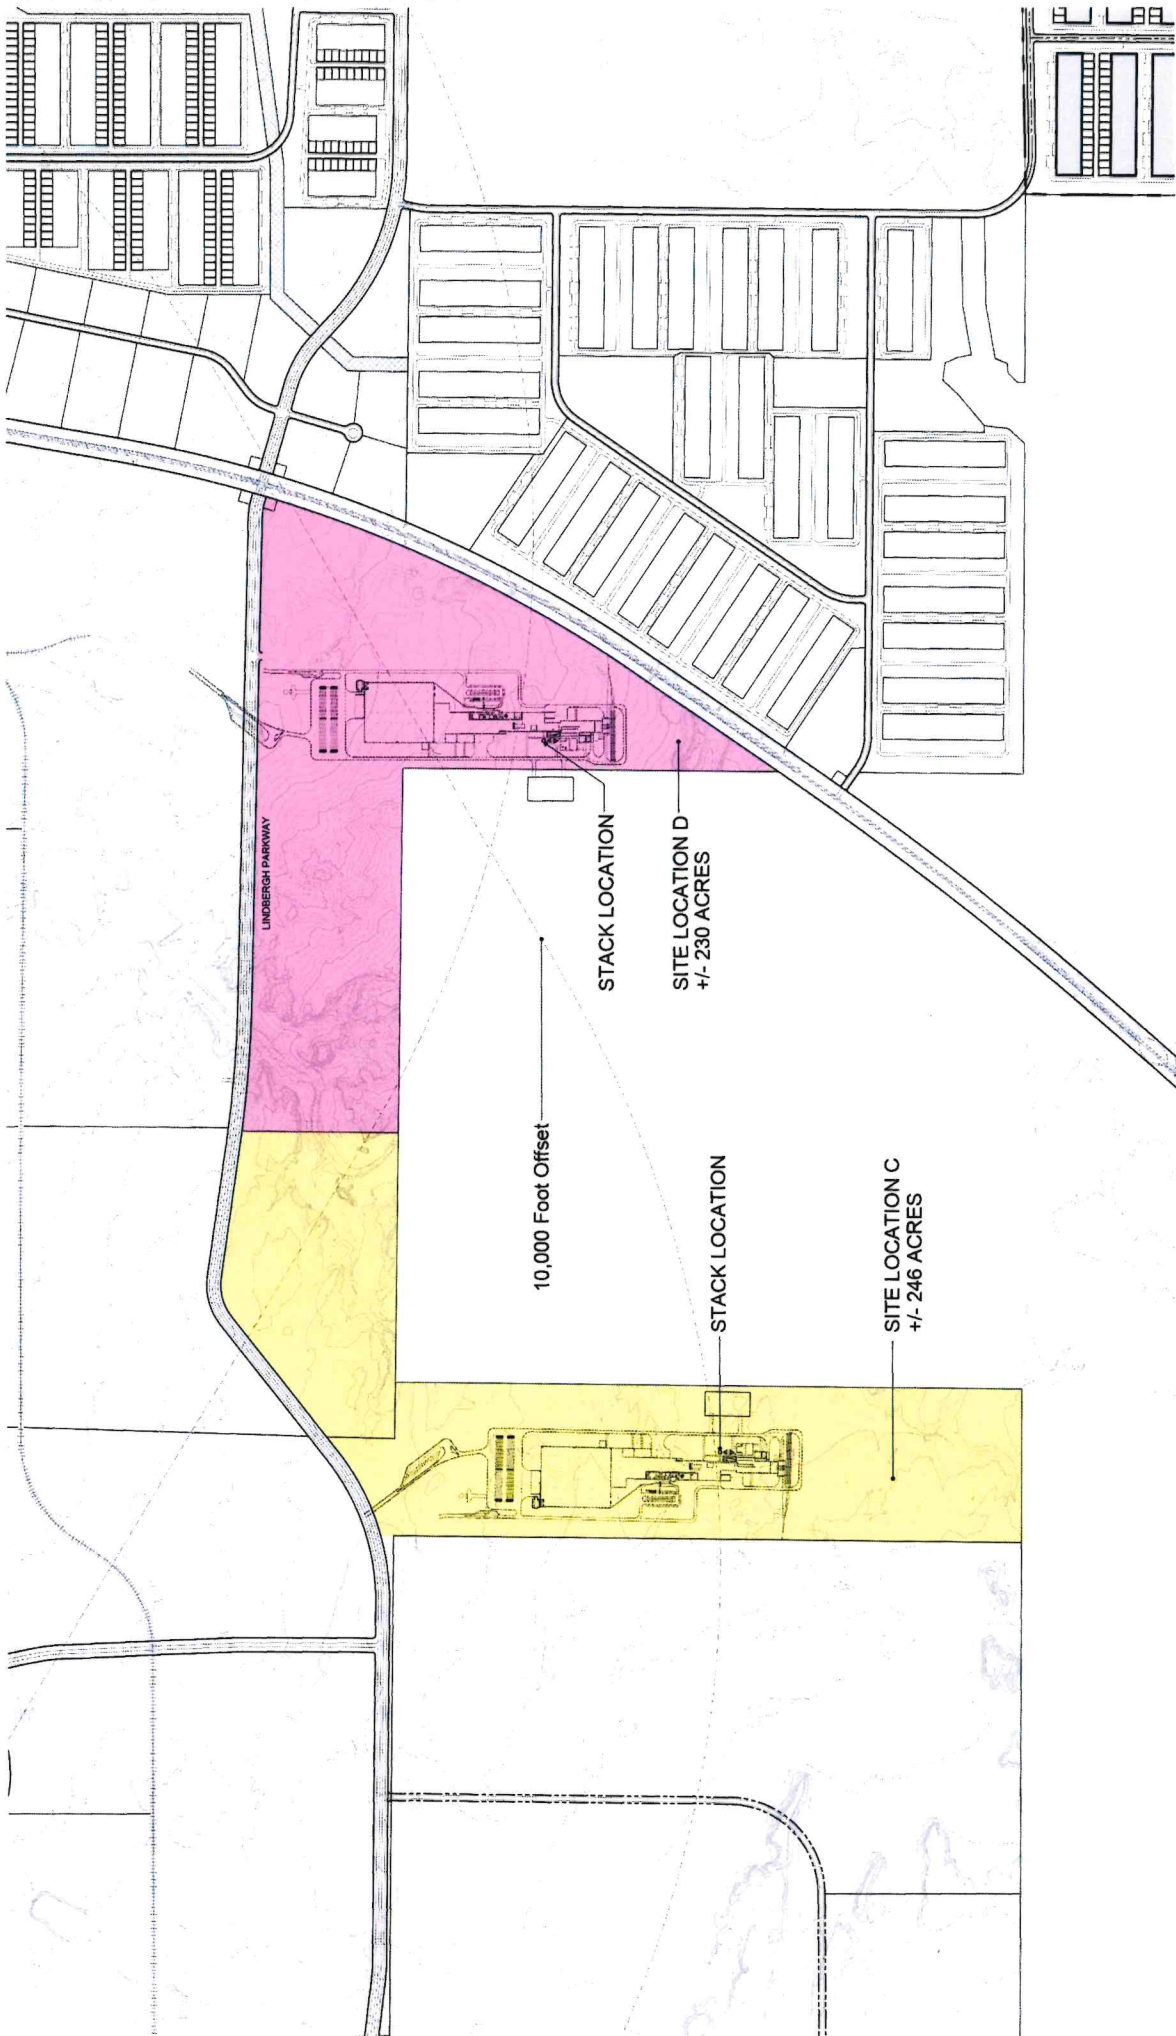 LINDBERGH PARKWAY
STACK LOCATION
SITE LOCATION D
+/- 230 ACRES
10,000 Foot Offset
STACK LOCATION
SITE LOCATION C
+/- 246 ACRES